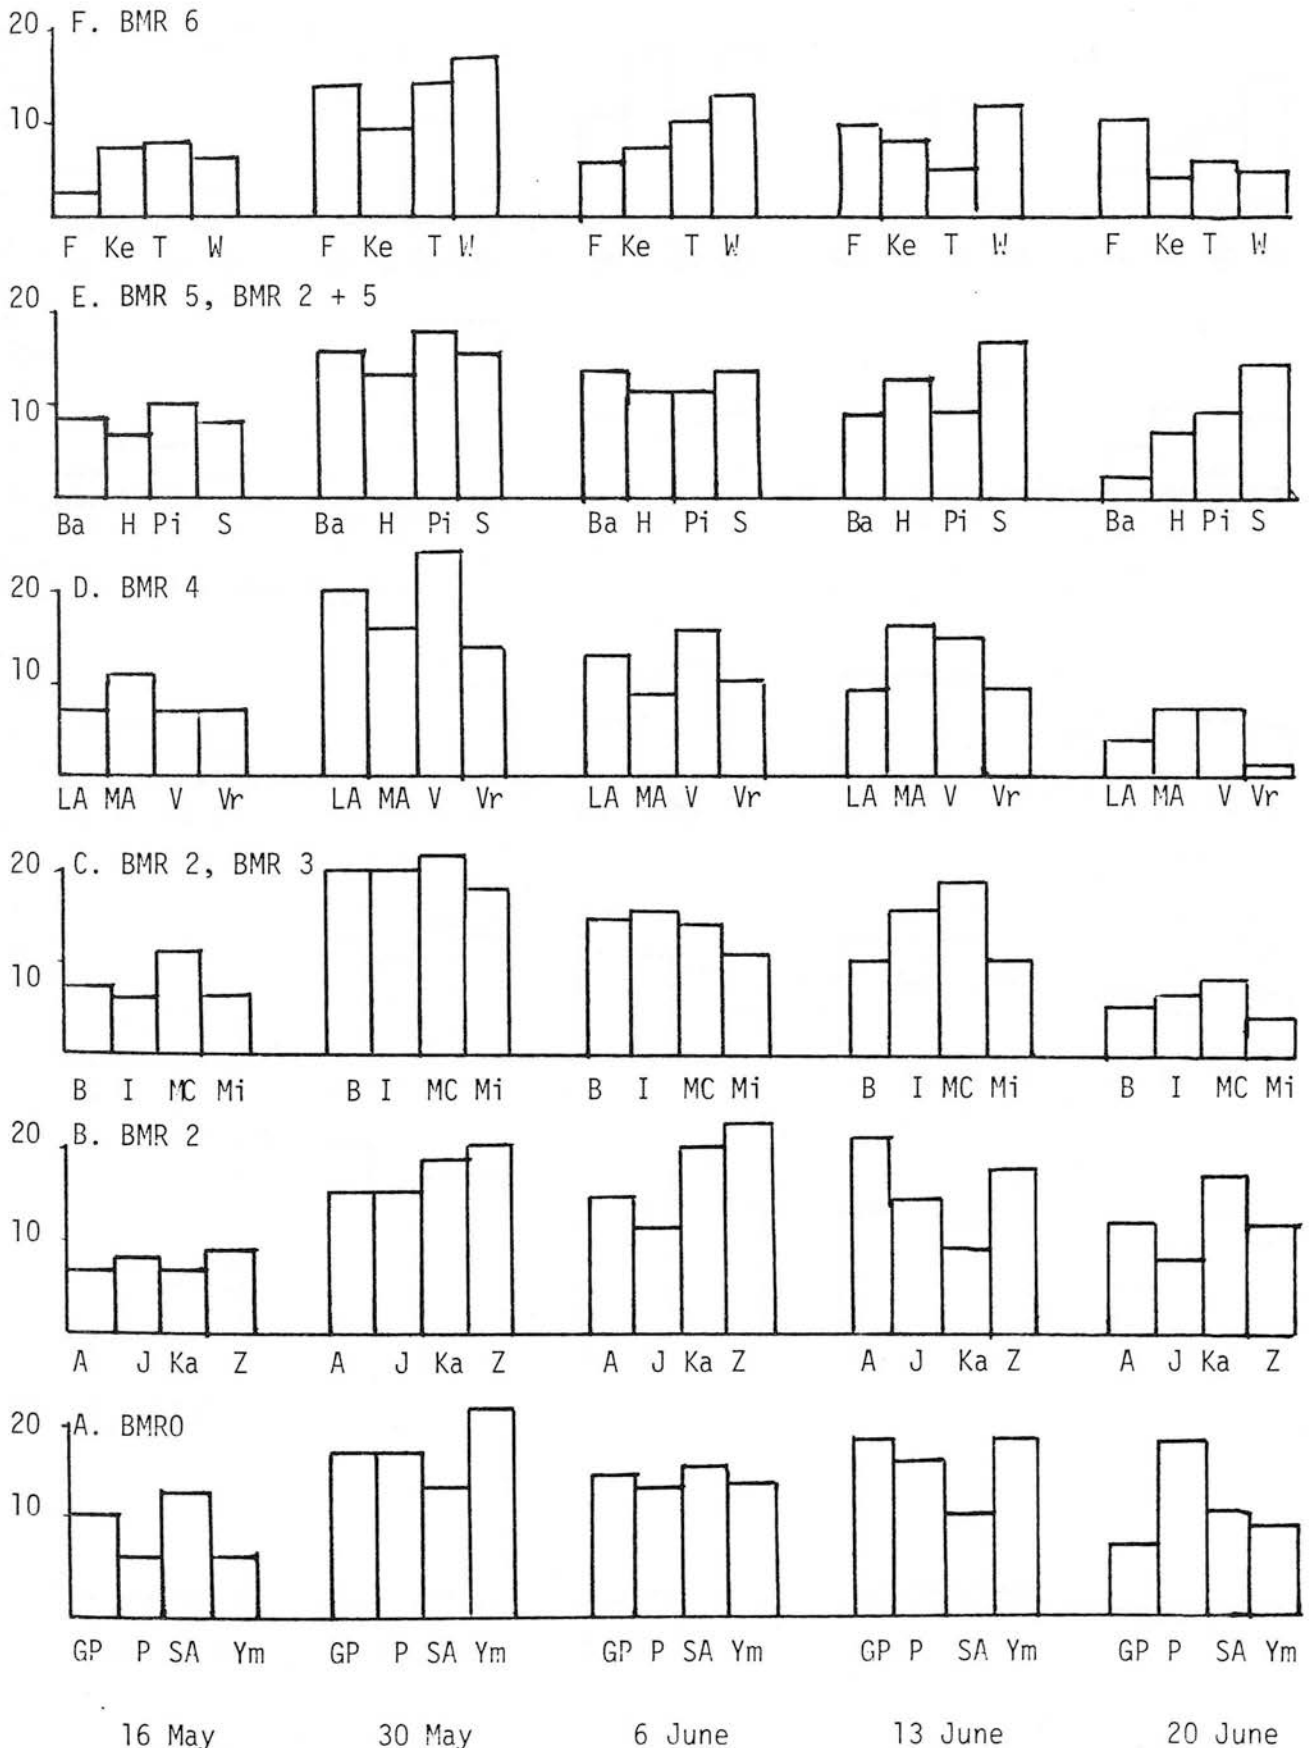 20 F. BMR 6
10
F Ke T W F Ke T W F Ke T W F Ke T W F Ke T W
20 E. BMR 5, BMR 2 + 5
10
Ba H Pi S Ba H Pi S Ba H Pi S Ba H Pi S Ba H Pi S
20 D. BMR 4
10
LA MA V Vr LA MA V Vr LA MA V Vr LA MA V Vr LA MA V Vr
20 C. BMR 2, BMR 3
10
B I MC Mi B I MC Mi B I MC Mi B I MC Mi B I MC Mi
20 B. BMR 2
10
A J Ka Z A J Ka Z A J Ka Z A J Ka Z A J Ka Z
20 A. BMRO
10
GP P SA Ym GP P SA Ym GP P SA Ym GP P SA Ym GP P SA Ym
16 May 30 May 6 June 13 June 20 June